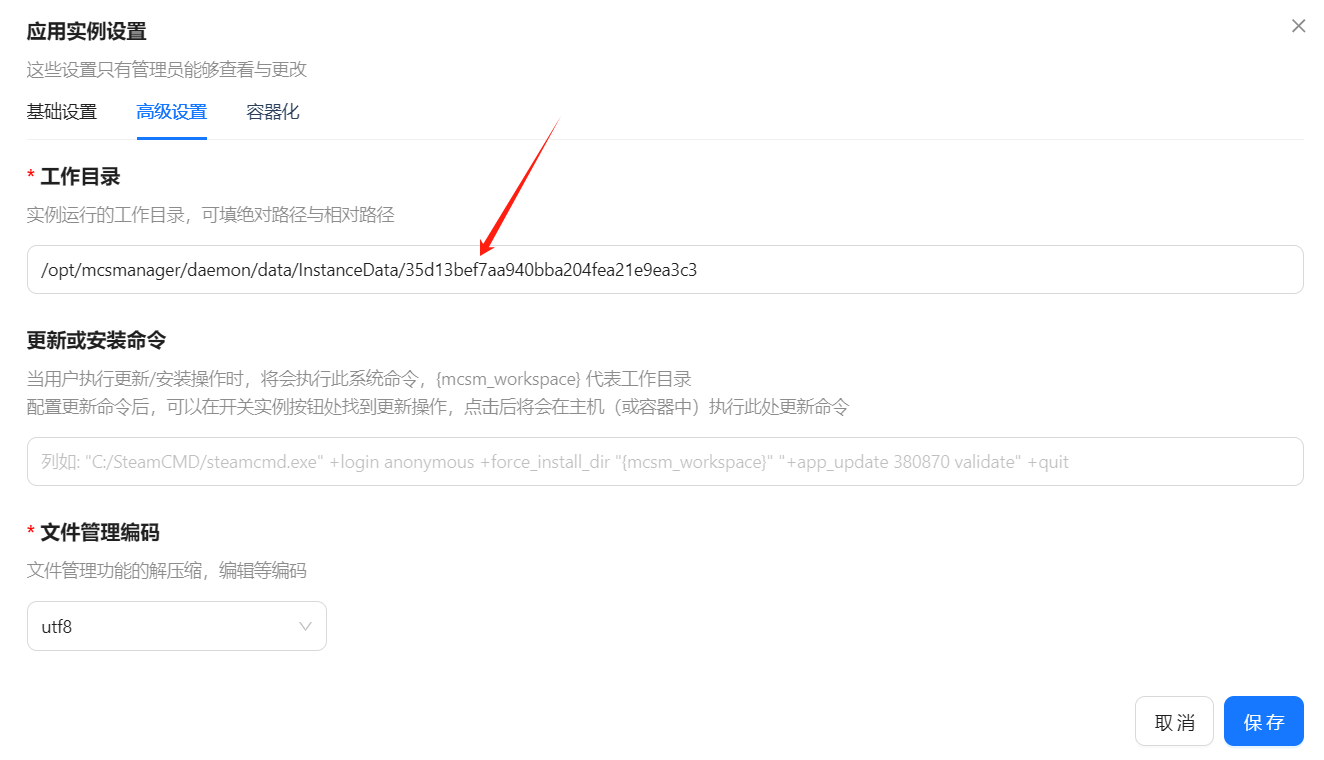 应用实例设置
这些设置只有管理员能够查看与更改
基础设置 高级设置 容器化
* 工作目录
实例运行的工作目录，可填绝对路径与相对路径
/opt/mcsmanager/daemon/data/InstanceData/35d13bef7aa940bba204fea21e9ea3c3
更新或安装命令
当用户执行更新/安装操作时，将会执行此系统命令，{mcsm_workspace} 代表工作目录
配置更新命令后，可以在开关实例按钮处找到更新操作，点击后将会在主机（或容器中）执行此处更新命令
列如: "C:/SteamCMD/steamcmd.exe" +login anonymous +force_install_dir "{mcsm_workspace}" "+app_update 380870 validate" +quit
* 文件管理编码
文件管理功能的解压缩，编辑等编码
utf8
取消 保存